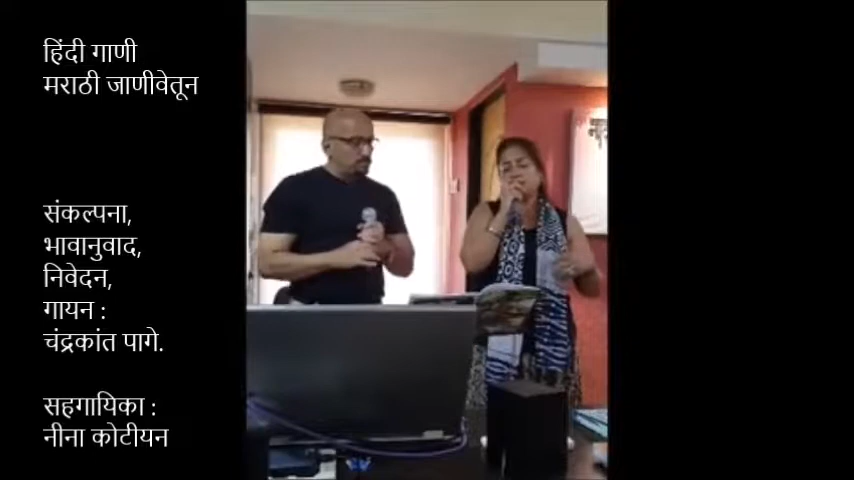 हिंदी गाणी
मराठी जाणीवेतून
संकल्पना,
भावानुवाद,
निवेदन,
गायन :
चंद्रकांत पागे.
सहगायिका :
नीना कोटीयन